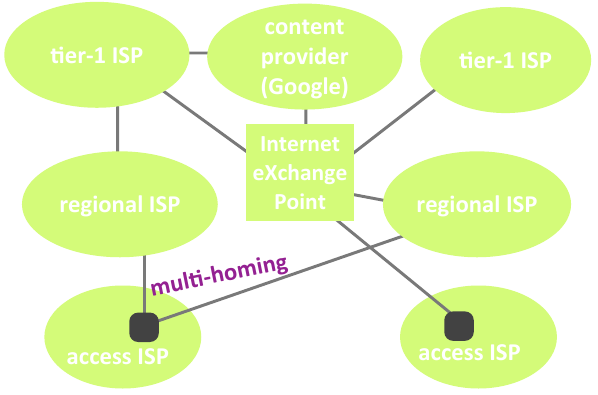 tier-1 ISP
content
provider
(Google)
tier-1 ISP
Internet
eXchange
Point
regional ISP
regional ISP
multi-homing
access ISP
access ISP